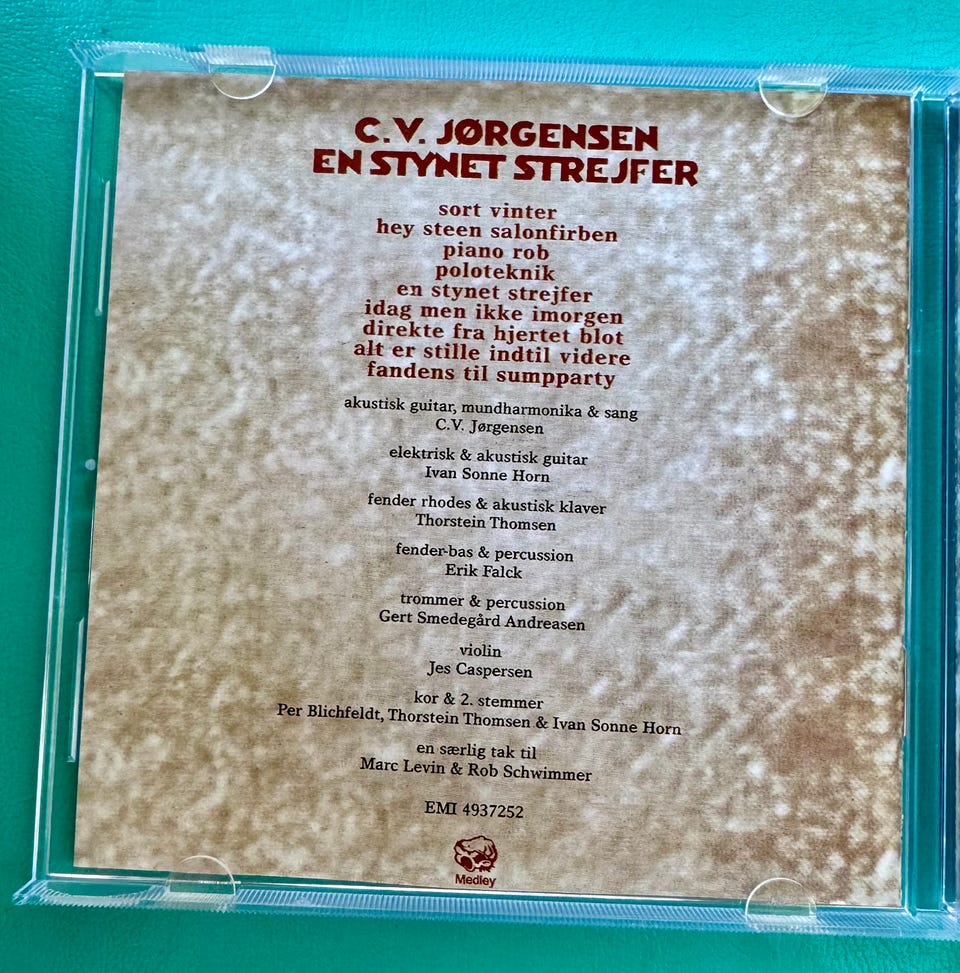 C.V. JØRGENSEN
EN STYNET STREJFER
sort vinter
hey steen salonfirben
piano rob
poloteknik
en stynet strejfer
idag men ikke imorgen
direkte fra hjertet blot
alt er stille indtil videre
fandens til sumpparty
akustisk guitar, mundharmonika & sang
C.V. Jørgensen
elektrisk & akustisk guitar
Ivan Sonne Horn
fender rhodes & akustisk klaver
Thorstein Thomsen
fender-bas & percussion
Erik Falck
trommer & percussion
Gert Smedegård Andreasen
violin
Jes Caspersen
kor & 2. stemmer
Per Blichfeldt, Thorstein Thomsen & Ivan Sonne Horn
en særlig tak til
Marc Levin & Rob Schwimmer
EMI 4937252
Medley